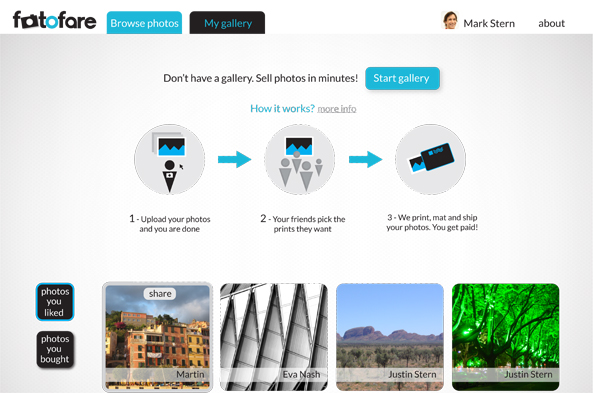 fotofare
Browse photos
My gallery
Mark Stern
about
Don't have a gallery. Sell photos in minutes!
Start gallery
How it works? more info
1 - Upload your photos
and you are done
2 - Your friends pick the
prints they want
3 - We print, mat and ship
your photos. You get paid!
photos
you
liked
photos
you
bought
share
Martin
Eva Nash
Justin Stern
Justin Stern